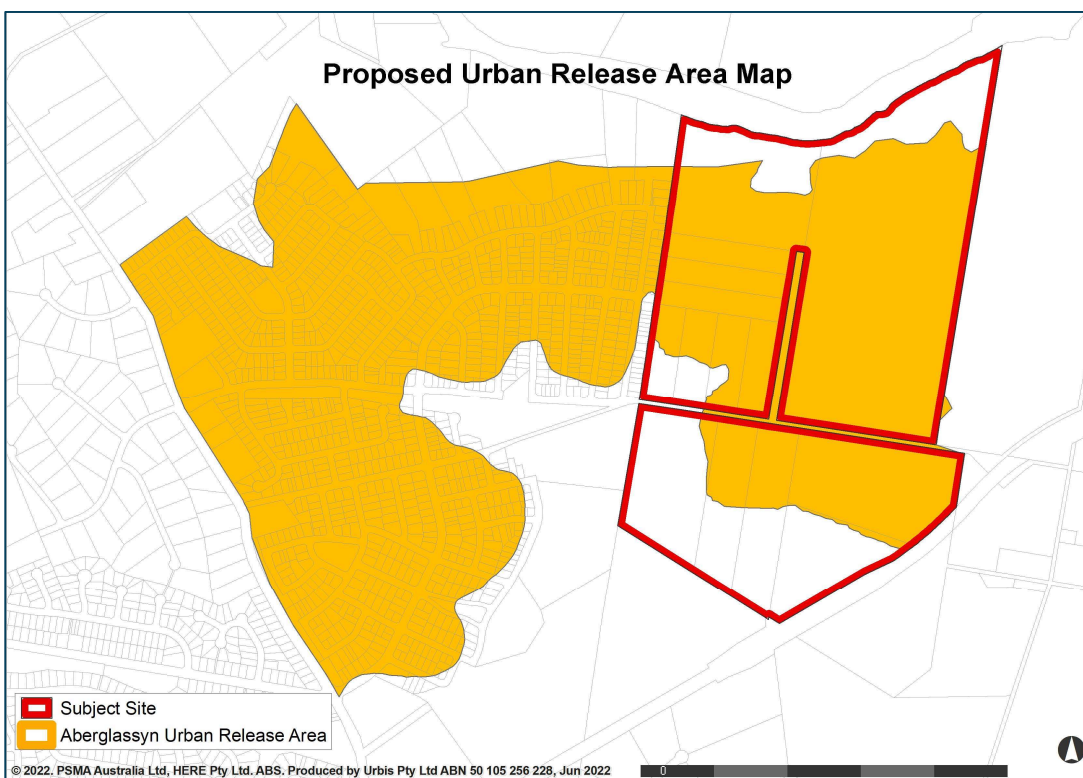 Proposed Urban Release Area Map
Subject Site
Aberglassyn Urban Release Area
© 2022. PSMA Australia Ltd, HERE Pty Ltd. ABS. Produced by Urbis Pty Ltd ABN 50 105 256 228, Jun 2022
0